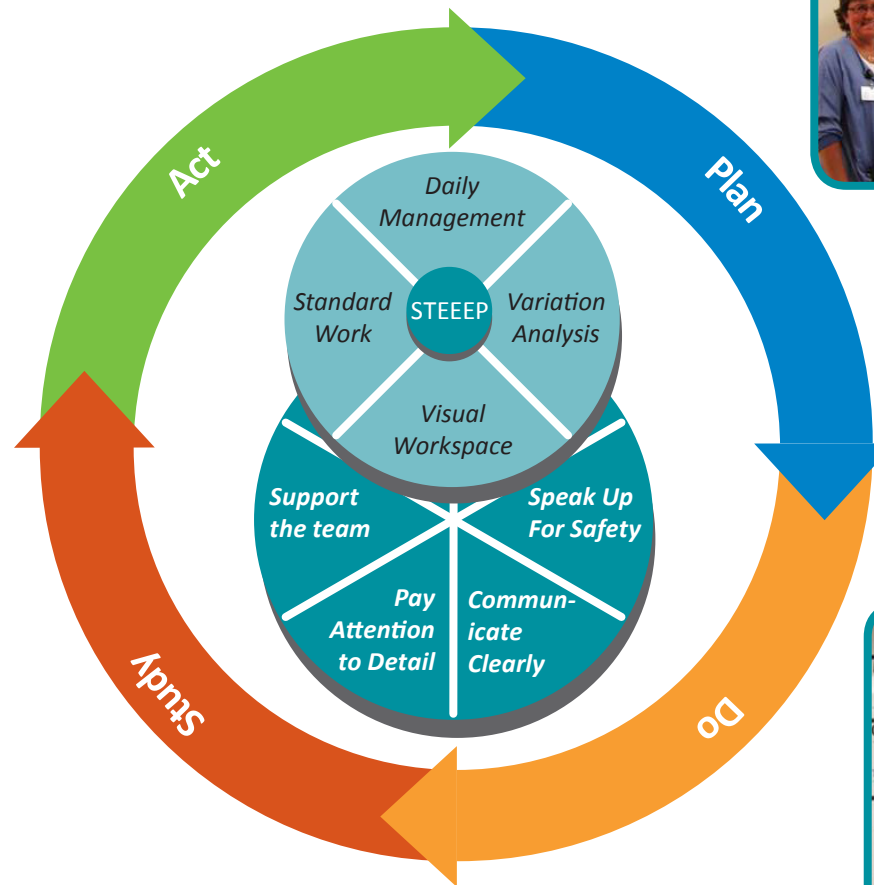 Act
Plan
Daily
Management
Standard
Work
STEEEP
Variation
Analysis
Visual
Workspace
Support
the team
Speak Up
For Safety
Pay
Attention
to Detail
Commun-
icate
Clearly
Study
Do